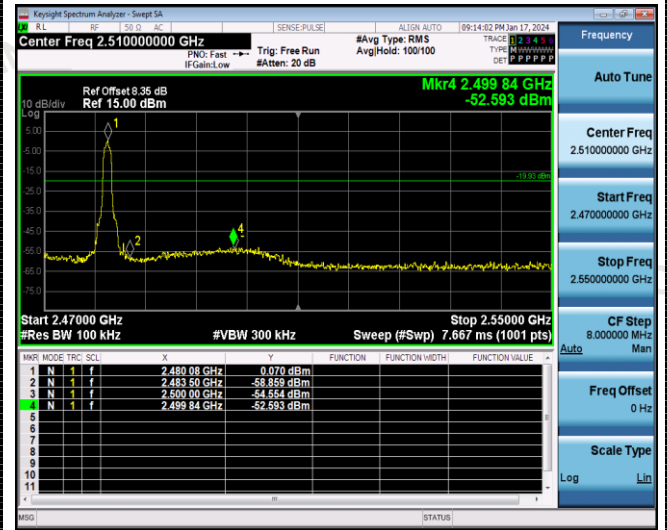 Keysight Spectrum Analyzer - Swept SA
RL RF 50 Ω AC SENSE:PULSE ALIGN AUTO 09:14:02 PM Jan 17, 2024
Center Freq 2.510000000 GHz
PNO: Fast
IFGain:Low
Trig: Free Run
#Atten: 20 dB
#Avg Type: RMS
Avg|Hold: 100/100
TRACE 1 2 3 4 5 6
TYPE M W W W W W
DET P P P P P P
Mkr4 2.499 84 GHz
-52.593 dBm
Ref Offset 8.35 dB
10 dB/div Ref 15.00 dBm
Log
5.00
-5.00
-15.0
-25.0
-35.0
-45.0
-55.0
-65.0
-75.0
1
2
4
-19.93 dBm
Start 2.47000 GHz Stop 2.55000 GHz
#Res BW 100 kHz #VBW 300 kHz Sweep (#Swp) 7.667 ms (1001 pts)
MKR MODE TRC SCL X Y FUNCTION FUNCTION WIDTH FUNCTION VALUE
1 N 1 f 2.480 08 GHz 0.070 dBm
2 N 1 f 2.483 50 GHz -58.859 dBm
3 N 1 f 2.500 00 GHz -54.554 dBm
4 N 1 f 2.499 84 GHz -52.593 dBm
5
6
7
8
9
10
11
MSG STATUS
Frequency
Auto Tune
Center Freq
2.510000000 GHz
Start Freq
2.470000000 GHz
Stop Freq
2.550000000 GHz
CF Step
8.000000 MHz
Auto Man
Freq Offset
0 Hz
Scale Type
Log Lin